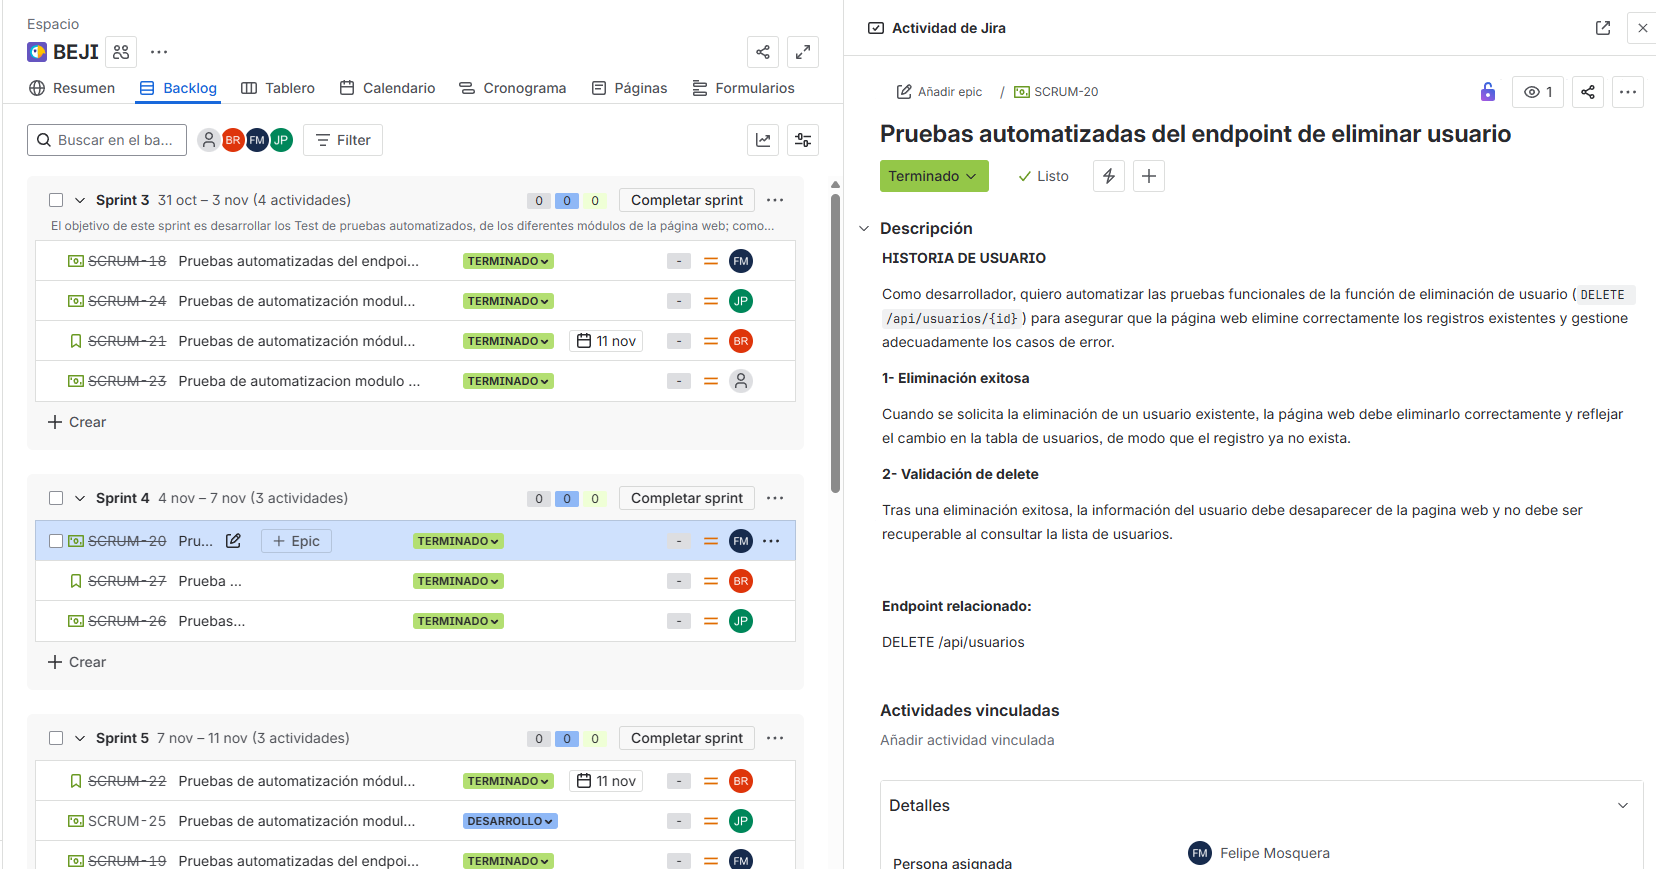 Espacio
BEJI
Resumen Backlog Tablero Calendario Cronograma Páginas Formularios
Buscar en el ba... BR FM JP Filter
Sprint 3 31 oct – 3 nov (4 actividades) 0 0 0 Completar sprint
El objetivo de este sprint es desarrollar los Test de pruebas automatizados, de los diferentes módulos de la página web; como...
SCRUM-18 Pruebas automatizadas del endpoi... TERMINADO - FM
SCRUM-24 Pruebas de automatización modul... TERMINADO - JP
SCRUM-21 Pruebas de automatización módul... TERMINADO 11 nov - BR
SCRUM-23 Prueba de automatizacion modulo ... TERMINADO -
Crear
Sprint 4 4 nov – 7 nov (3 actividades) 0 0 0 Completar sprint
SCRUM-20 Pru... Epic TERMINADO - FM
SCRUM-27 Prueba ... TERMINADO - BR
SCRUM-26 Pruebas... TERMINADO - JP
Crear
Sprint 5 7 nov – 11 nov (3 actividades) 0 0 0 Completar sprint
SCRUM-22 Pruebas de automatización módul... TERMINADO 11 nov - BR
SCRUM-25 Pruebas de automatización modul... DESARROLLO - JP
SCRUM-19 Pruebas automatizadas del endpoi... TERMINADO - FM
Actividad de Jira
Añadir epic / SCRUM-20 1
Pruebas automatizadas del endpoint de eliminar usuario
Terminado Listo
Descripción
HISTORIA DE USUARIO
Como desarrollador, quiero automatizar las pruebas funcionales de la función de eliminación de usuario ( DELETE
/api/usuarios/{id} ) para asegurar que la página web elimine correctamente los registros existentes y gestione
adecuadamente los casos de error.
1- Eliminación exitosa
Cuando se solicita la eliminación de un usuario existente, la página web debe eliminarlo correctamente y reflejar
el cambio en la tabla de usuarios, de modo que el registro ya no exista.
2- Validación de delete
Tras una eliminación exitosa, la información del usuario debe desaparecer de la pagina web y no debe ser
recuperable al consultar la lista de usuarios.
Endpoint relacionado:
DELETE /api/usuarios
Actividades vinculadas
Añadir actividad vinculada
Detalles
Persona asignada FM Felipe Mosquera